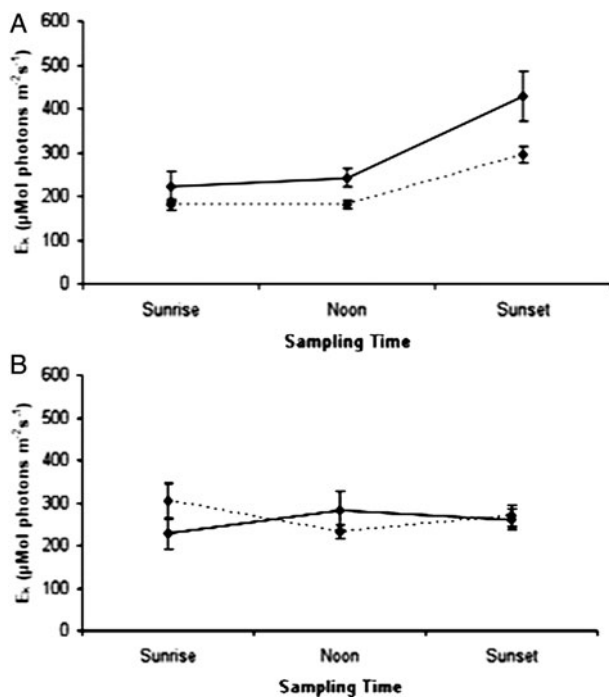 A
600
500
400
300
200
100
0
Eₖ (µMol photons m⁻²s⁻¹)
Sunrise Noon Sunset
Sampling Time
B
600
500
400
300
200
100
0
Eₖ (µMol photons m⁻²s⁻¹)
Sunrise Noon Sunset
Sampling Time